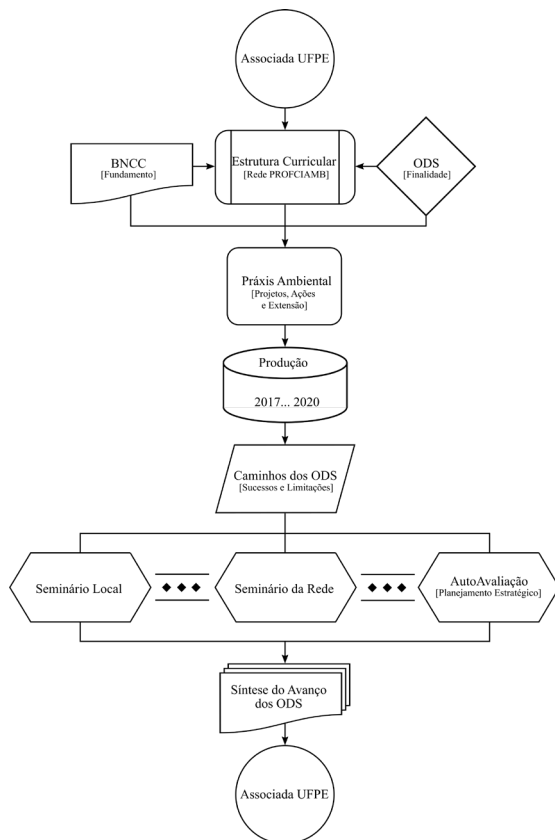 Associada UFPE
BNCC
[Fundamento]
Estrutura Curricular
[Rede PROFCIAMB]
ODS
[Finalidade]
Práxis Ambiental
[Projetos, Ações
e Extensão]
Produção
2017... 2020
Caminhos dos ODS
[Sucessos e Limitações]
Seminário Local
Seminário da Rede
AutoAvaliação
[Planejamento Estratégico]
Síntese do Avanço
dos ODS
Associada UFPE